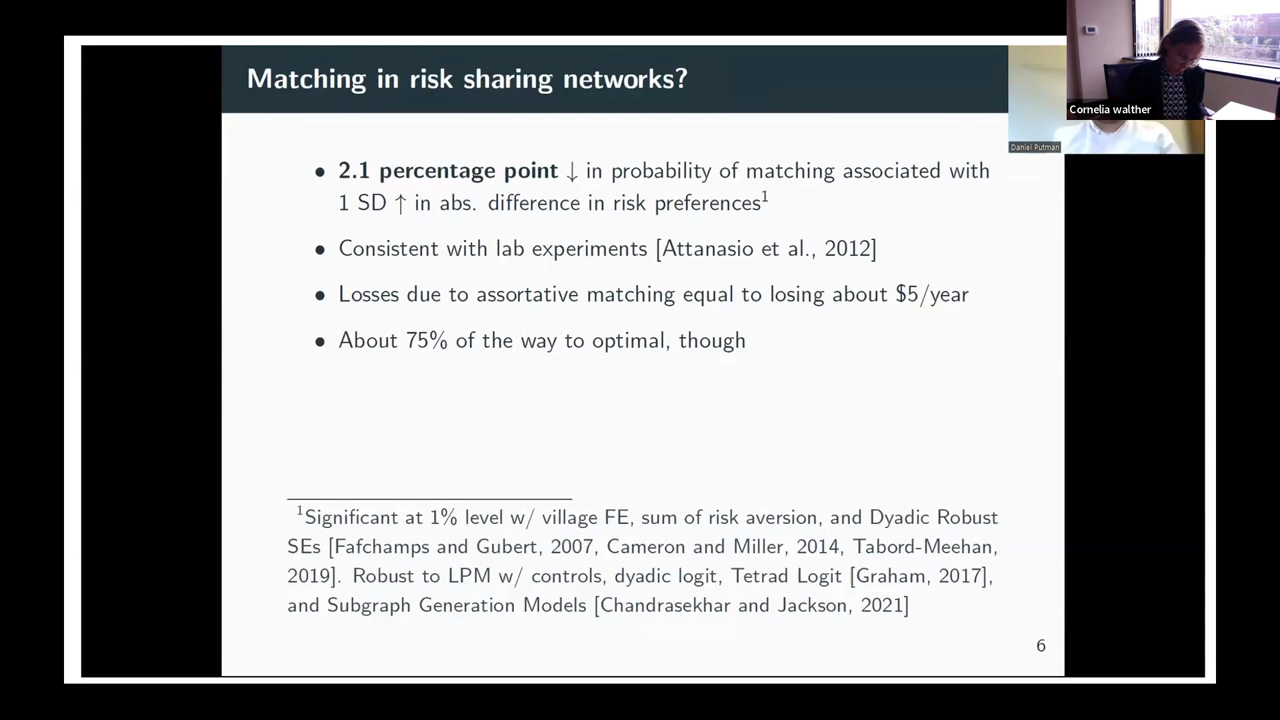 Matching in risk sharing networks?
Cornelia walther
Daniel Putman
• 2.1 percentage point ↓ in probability of matching associated with
1 SD ↑ in abs. difference in risk preferences1
• Consistent with lab experiments [Attanasio et al., 2012]
• Losses due to assortative matching equal to losing about $5/year
• About 75% of the way to optimal, though
1Significant at 1% level w/ village FE, sum of risk aversion, and Dyadic Robust
SEs [Fafchamps and Gubert, 2007, Cameron and Miller, 2014, Tabord-Meehan,
2019]. Robust to LPM w/ controls, dyadic logit, Tetrad Logit [Graham, 2017],
and Subgraph Generation Models [Chandrasekhar and Jackson, 2021]
6